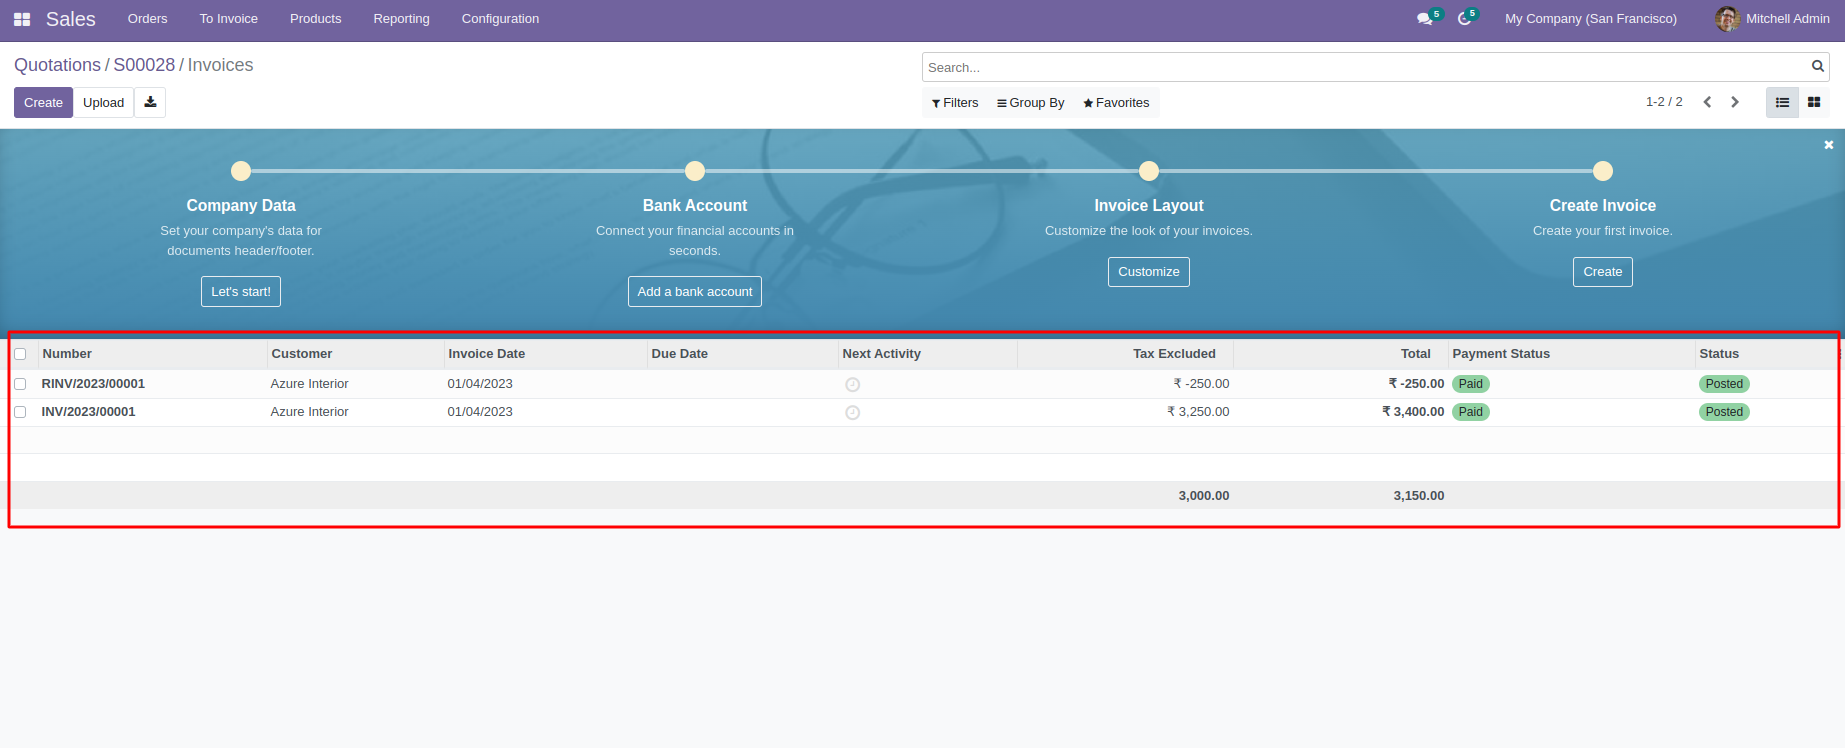 Sales Orders To Invoice Products Reporting Configuration 5 5 My Company (San Francisco) Mitchell Admin
Quotations / S00028 / Invoices
Search...
Create Upload
Filters Group By Favorites
1-2 / 2
Company Data
Set your company's data for
documents header/footer.
Let's start!
Bank Account
Connect your financial accounts in
seconds.
Add a bank account
Invoice Layout
Customize the look of your invoices.
Customize
Create Invoice
Create your first invoice.
Create
Number Customer Invoice Date Due Date Next Activity Tax Excluded Total Payment Status Status
RINV/2023/00001 Azure Interior 01/04/2023 ₹ -250.00 ₹ -250.00 Paid Posted
INV/2023/00001 Azure Interior 01/04/2023 ₹ 3,250.00 ₹ 3,400.00 Paid Posted
3,000.00 3,150.00